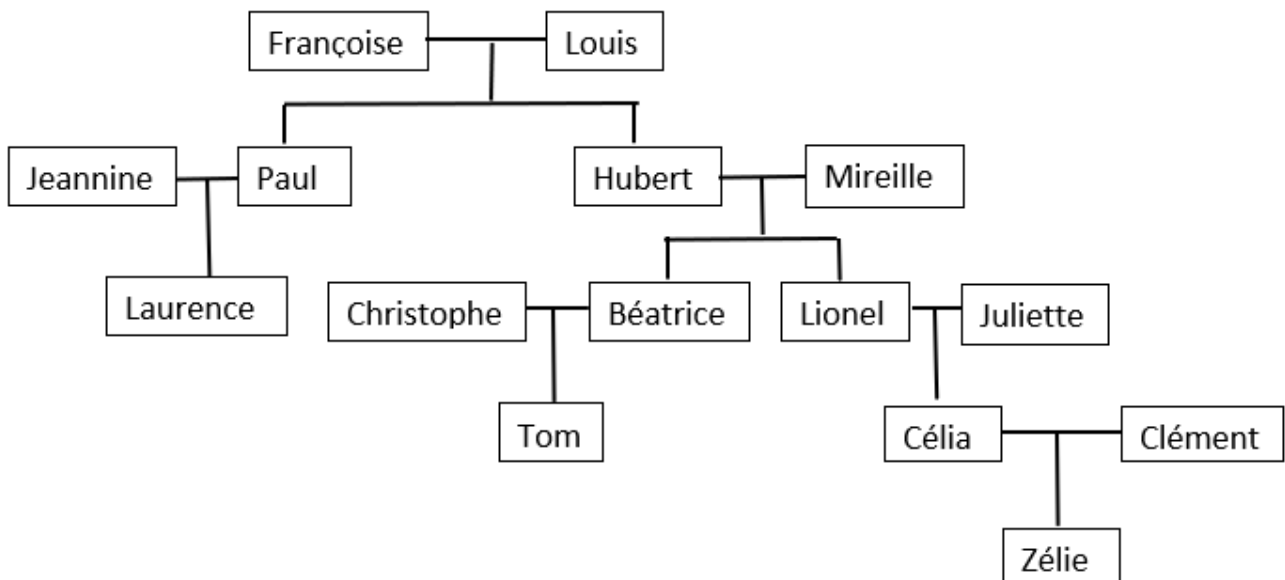 Françoise Louis
Jeannine Paul Hubert Mireille
Laurence Christophe Béatrice Lionel Juliette
Tom Célia Clément
Zélie